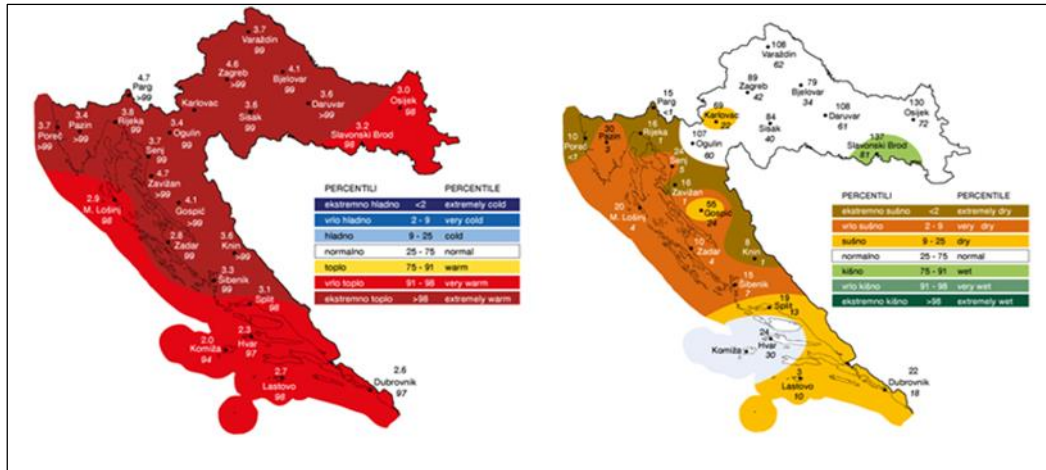 3.7
Varaždin
99
4.6
Zagreb
>99
4.1
Bjelovar
99
4.7
Parg
>99
Karlovac
3.6
Daruvar
>99
3.0
Osijek
98
3.7
Poreč
>99
3.4
Pazin
>99
3.8
Rijeka
99
3.4
Ogulin
99
3.6
Sisak
99
3.2
Slavonski Brod
98
3.7
Senj
99
4.7
Zavižan
>99
2.9
M. Lošinj
98
4.1
Gospić
>99
2.8
Zadar
99
3.6
Knin
>99
3.3
Šibenik
99
3.1
Split
98
2.0
Komiža
94
2.3
Hvar
97
2.7
Lastovo
98
2.6
Dubrovnik
97
PERCENTILI PERCENTILE
ekstremno hladno <2 extremely cold
vrlo hladno 2 - 9 very cold
hladno 9 - 25 cold
normalno 25 - 75 normal
toplo 75 - 91 warm
vrlo toplo 91 - 98 very warm
ekstremno toplo >98 extremely warm
108
Varaždin
62
89
Zagreb
42
79
Bjelovar
34
15
Parg
<1
69
Karlovac
22
108
Daruvar
61
130
Osijek
72
10
Poreč
<1
30
Pazin
3
16
Rijeka
1
107
Ogulin
60
84
Sisak
40
137
Slavonski Brod
81
24
Senj
5
16
Zavižan
1
20
M. Lošinj
4
55
Gospić
24
10
Zadar
4
8
Knin
1
15
Šibenik
7
19
Split
13
Komiža
24
Hvar
30
3
Lastovo
10
22
Dubrovnik
18
PERCENTILI PERCENTILE
ekstremno sušno <2 extremely dry
vrlo sušno 2 - 9 very dry
sušno 9 - 25 dry
normalno 25 - 75 normal
kišno 75 - 91 wet
vrlo kišno 91 - 98 very wet
ekstremno kišno >98 extremely wet